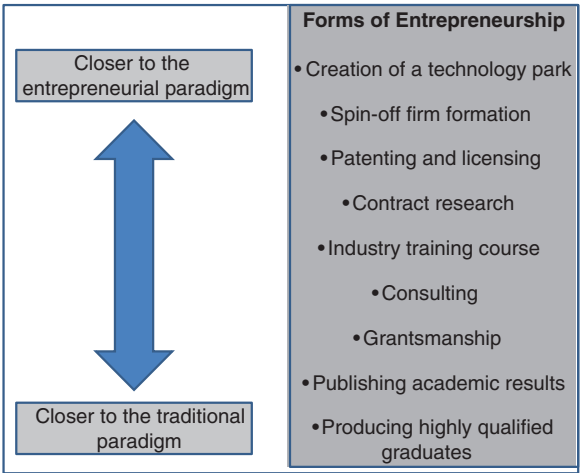 Closer to the
entrepreneurial paradigm
Closer to the traditional
paradigm
Forms of Entrepreneurship
•Creation of a technology park
•Spin-off firm formation
•Patenting and licensing
•Contract research
•Industry training course
•Consulting
•Grantsmanship
•Publishing academic results
•Producing highly qualified
graduates